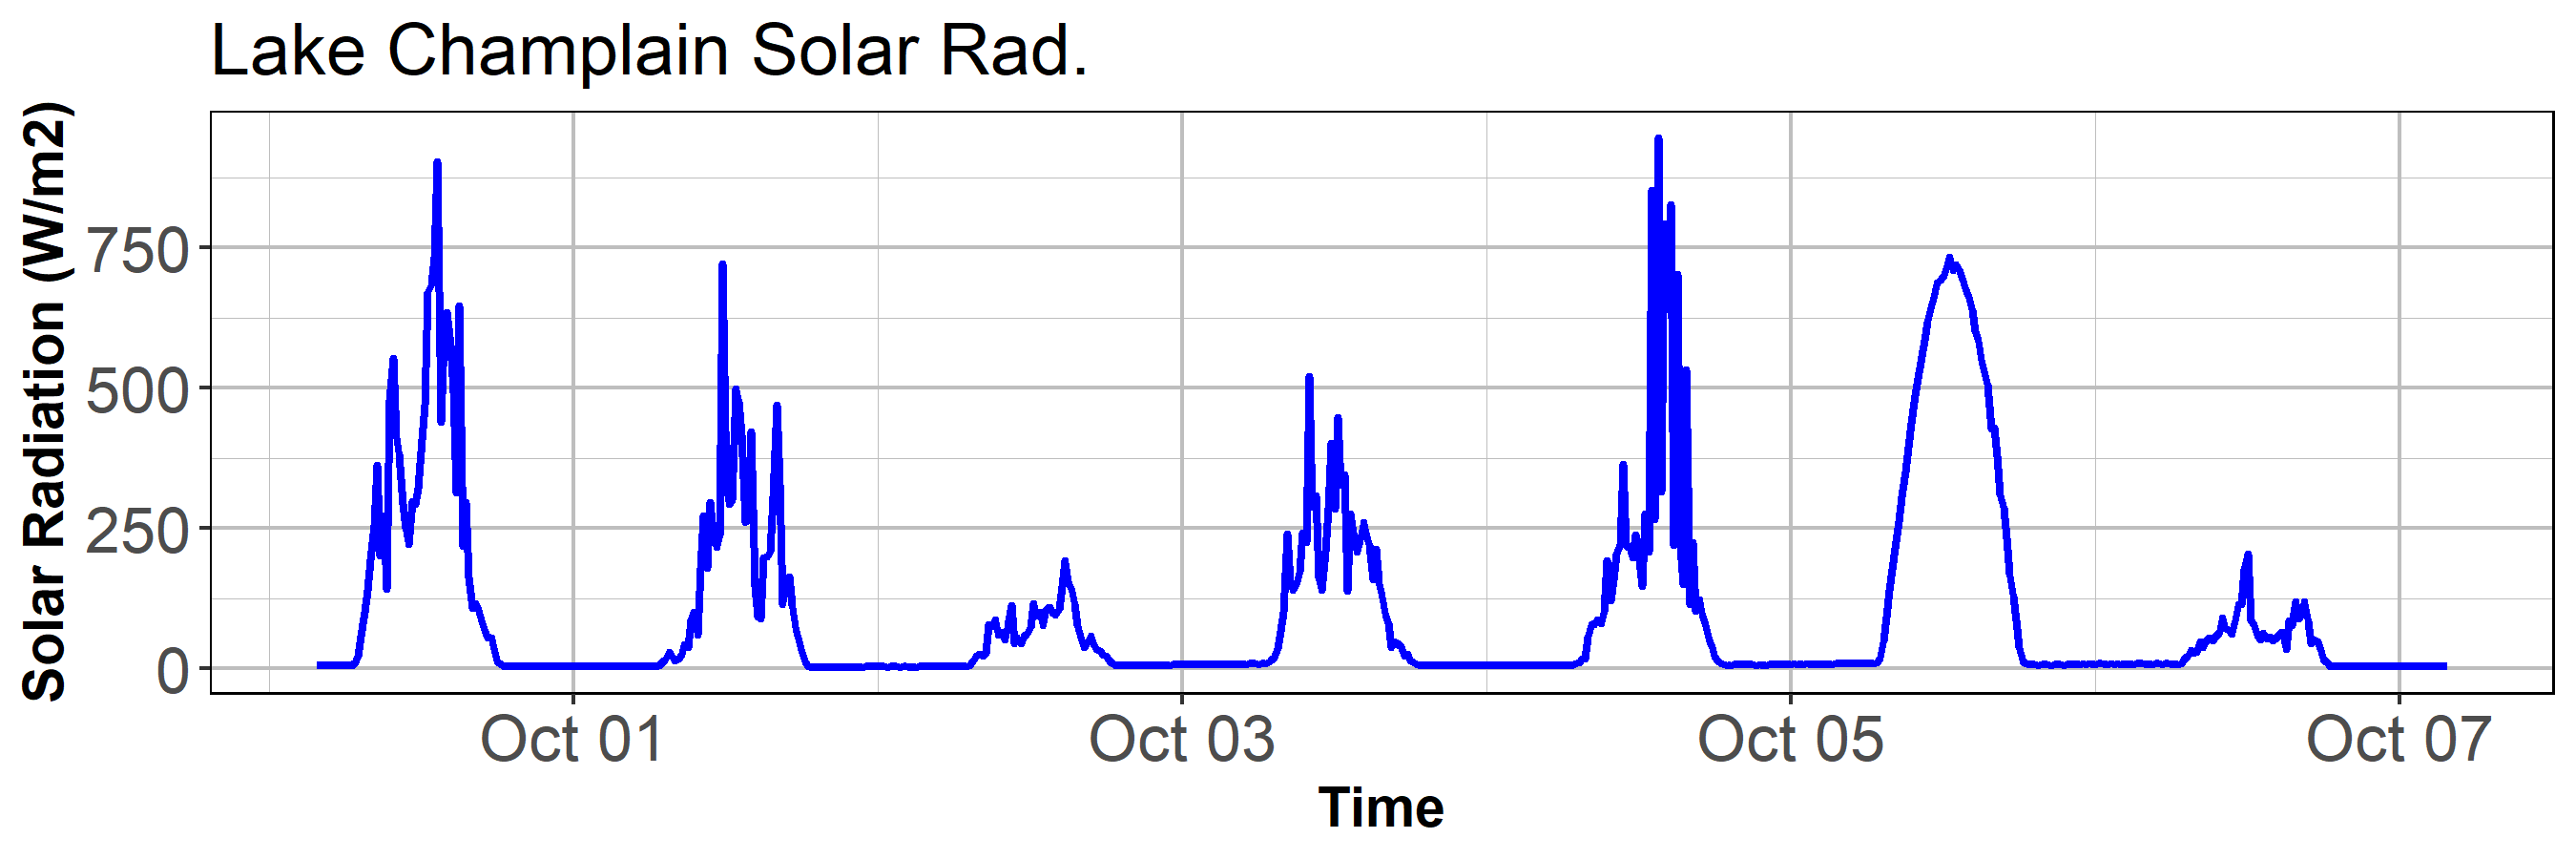 Lake Champlain Solar Rad.
Solar Radiation (W/m2)
750
500
250
0
Oct 01 Oct 03 Oct 05 Oct 07
Time